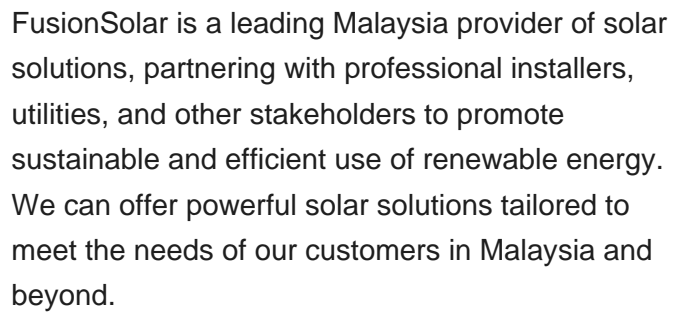 FusionSolar is a leading Malaysia provider of solar
solutions, partnering with professional installers,
utilities, and other stakeholders to promote
sustainable and efficient use of renewable energy.
We can offer powerful solar solutions tailored to
meet the needs of our customers in Malaysia and
beyond.